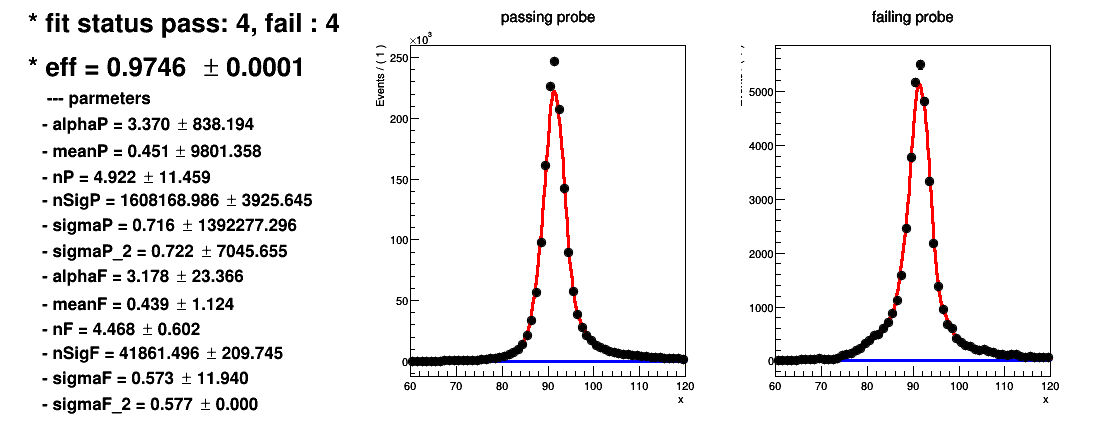 * fit status pass: 4, fail : 4
* eff = 0.9746 ± 0.0001
--- parmeters
- alphaP = 3.370 ± 838.194
- meanP = 0.451 ± 9801.358
- nP = 4.922 ± 11.459
- nSigP = 1608168.986 ± 3925.645
- sigmaP = 0.716 ± 1392277.296
- sigmaP_2 = 0.722 ± 7045.655
- alphaF = 3.178 ± 23.366
- meanF = 0.439 ± 1.124
- nF = 4.468 ± 0.602
- nSigF = 41861.496 ± 209.745
- sigmaF = 0.573 ± 11.940
- sigmaF_2 = 0.577 ± 0.000
passing probe
×10³
Events / ( 1 )
250
200
150
100
50
0
60 70 80 90 100 110 120
x
failing probe
5000
4000
3000
2000
1000
0
60 70 80 90 100 110 120
x